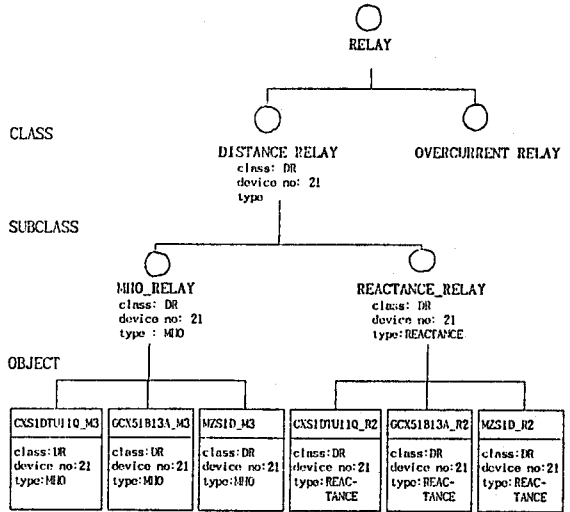 RELAY
CLASS
DISTANCE RELAY
class: DR
device no: 21
type
OVERCURRENT RELAY
SUBCLASS
MHO_RELAY
class: DR
device no: 21
type : MHO
REACTANCE_RELAY
class: DR
device no: 21
type:REACTANCE
OBJECT
CXS1DTU11Q_M3
class:DR
device no:21
type:MHO
GCX51B13A_M3
class:DR
device no:21
type:MHO
MZS1D_M3
class:DR
device no:21
type:MHO
CXS1DTU11Q_R2
class:DR
device no:21
type:REAC-
TANCE
GCX51B13A_R2
class:DR
device no:21
type:REAC-
TANCE
MZS1D_R2
class:DR
device no:21
type:REAC-
TANCE